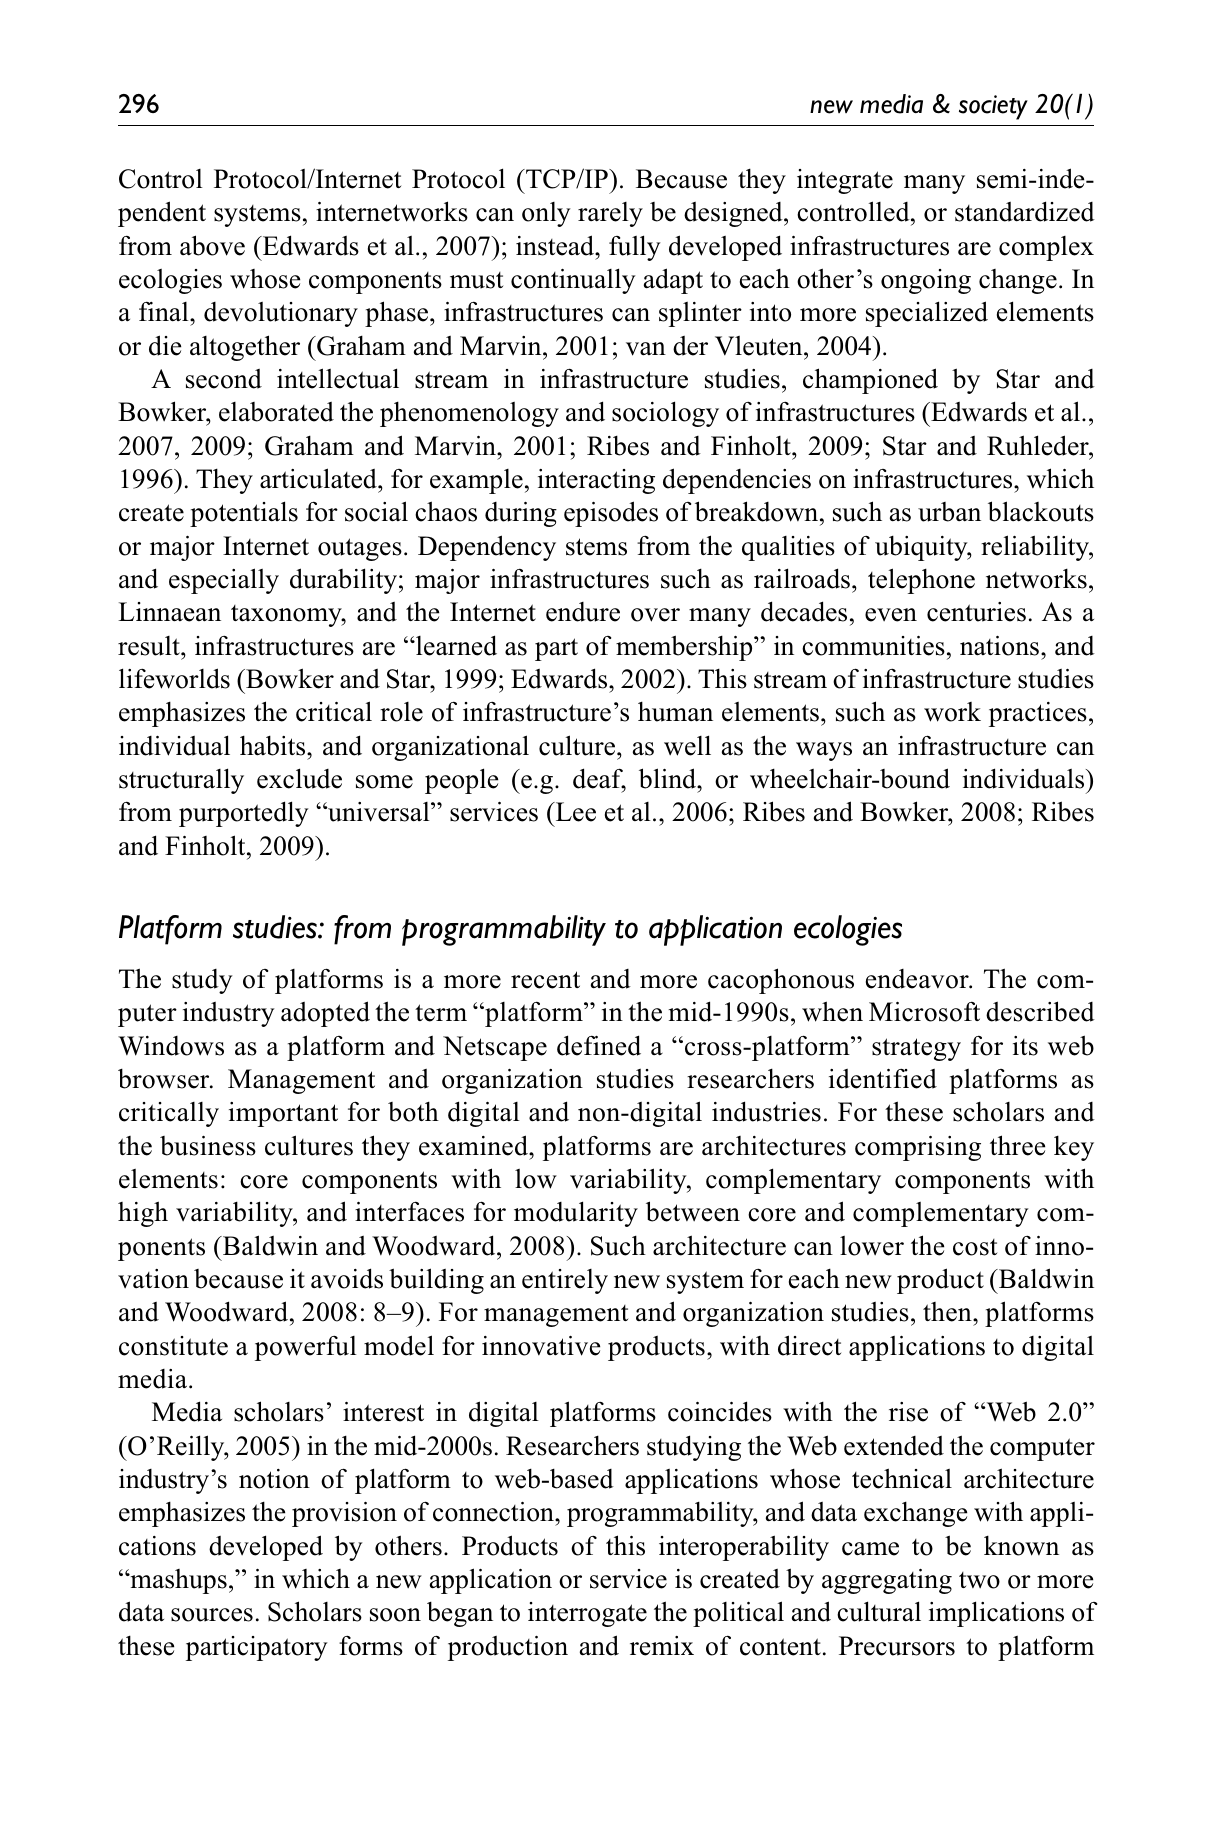 296
new media & society 20(1)
Control Protocol/Internet Protocol (TCP/IP). Because they integrate many semi-inde-
pendent systems, internetworks can only rarely be designed, controlled, or standardized
from above (Edwards et al., 2007); instead, fully developed infrastructures are complex
ecologies whose components must continually adapt to each other’s ongoing change. In
a final, devolutionary phase, infrastructures can splinter into more specialized elements
or die altogether (Graham and Marvin, 2001; van der Vleuten, 2004).
A second intellectual stream in infrastructure studies, championed by Star and
Bowker, elaborated the phenomenology and sociology of infrastructures (Edwards et al.,
2007, 2009; Graham and Marvin, 2001; Ribes and Finholt, 2009; Star and Ruhleder,
1996). They articulated, for example, interacting dependencies on infrastructures, which
create potentials for social chaos during episodes of breakdown, such as urban blackouts
or major Internet outages. Dependency stems from the qualities of ubiquity, reliability,
and especially durability; major infrastructures such as railroads, telephone networks,
Linnaean taxonomy, and the Internet endure over many decades, even centuries. As a
result, infrastructures are “learned as part of membership” in communities, nations, and
lifeworlds (Bowker and Star, 1999; Edwards, 2002). This stream of infrastructure studies
emphasizes the critical role of infrastructure’s human elements, such as work practices,
individual habits, and organizational culture, as well as the ways an infrastructure can
structurally exclude some people (e.g. deaf, blind, or wheelchair-bound individuals)
from purportedly “universal” services (Lee et al., 2006; Ribes and Bowker, 2008; Ribes
and Finholt, 2009).
Platform studies: from programmability to application ecologies
The study of platforms is a more recent and more cacophonous endeavor. The com-
puter industry adopted the term “platform” in the mid-1990s, when Microsoft described
Windows as a platform and Netscape defined a “cross-platform” strategy for its web
browser. Management and organization studies researchers identified platforms as
critically important for both digital and non-digital industries. For these scholars and
the business cultures they examined, platforms are architectures comprising three key
elements: core components with low variability, complementary components with
high variability, and interfaces for modularity between core and complementary com-
ponents (Baldwin and Woodward, 2008). Such architecture can lower the cost of inno-
vation because it avoids building an entirely new system for each new product (Baldwin
and Woodward, 2008: 8–9). For management and organization studies, then, platforms
constitute a powerful model for innovative products, with direct applications to digital
media.
Media scholars’ interest in digital platforms coincides with the rise of “Web 2.0”
(O’Reilly, 2005) in the mid-2000s. Researchers studying the Web extended the computer
industry’s notion of platform to web-based applications whose technical architecture
emphasizes the provision of connection, programmability, and data exchange with appli-
cations developed by others. Products of this interoperability came to be known as
“mashups,” in which a new application or service is created by aggregating two or more
data sources. Scholars soon began to interrogate the political and cultural implications of
these participatory forms of production and remix of content. Precursors to platform